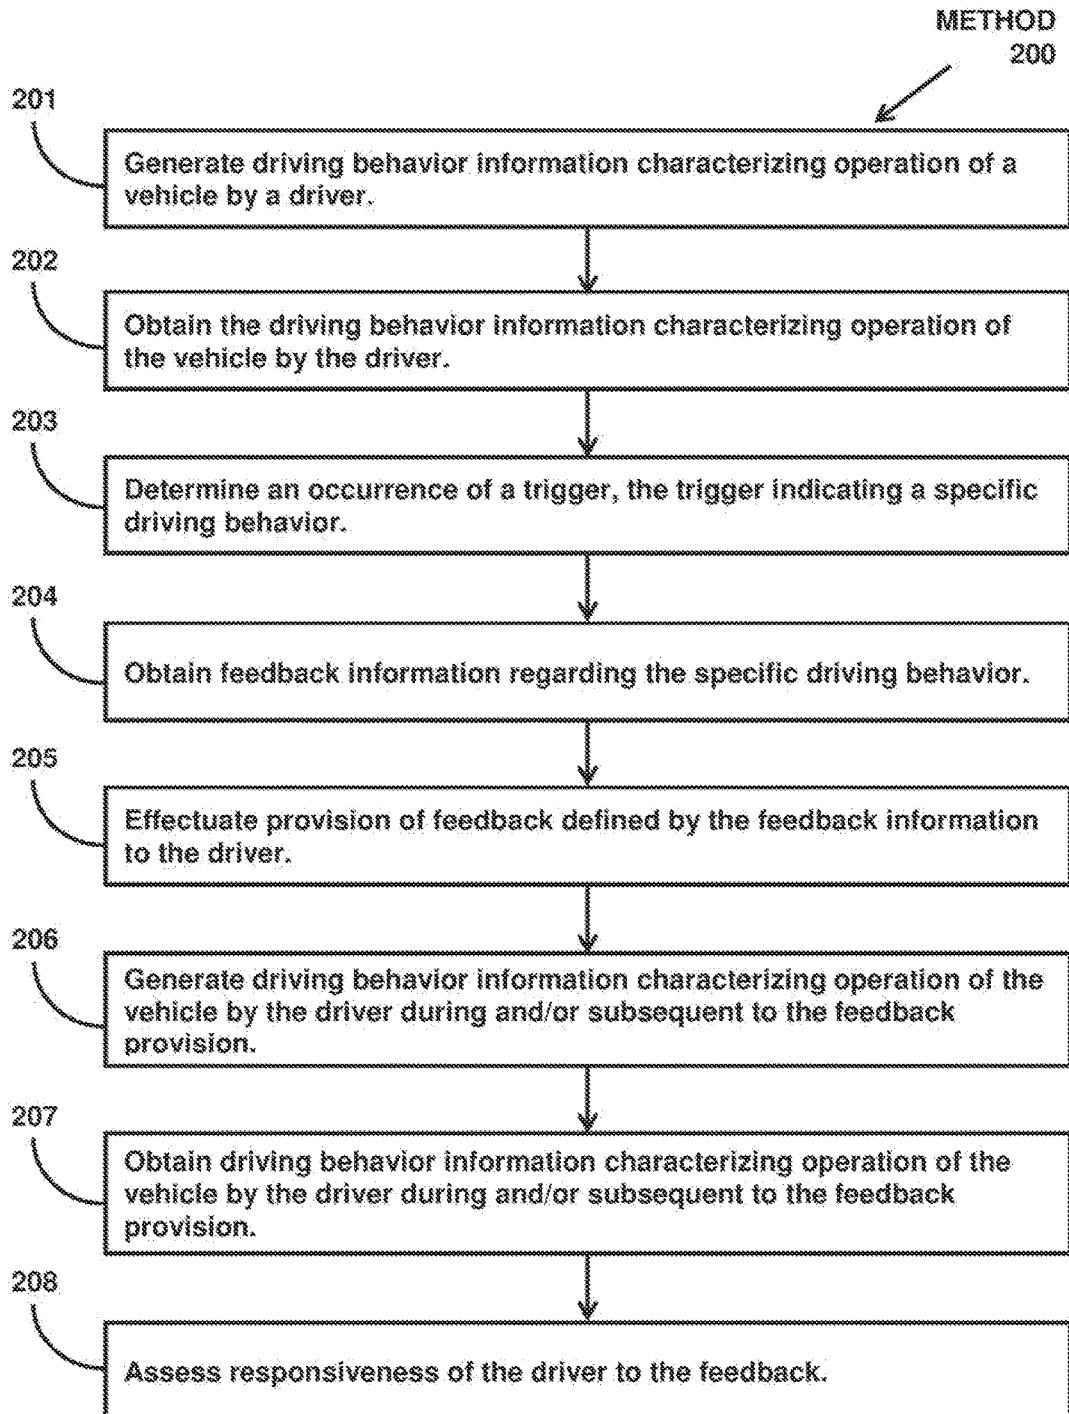 METHOD
200
201
Generate driving behavior information characterizing operation of a
vehicle by a driver.
202
Obtain the driving behavior information characterizing operation of
the vehicle by the driver.
203
Determine an occurrence of a trigger, the trigger indicating a specific
driving behavior.
204
Obtain feedback information regarding the specific driving behavior.
205
Effectuate provision of feedback defined by the feedback information
to the driver.
206
Generate driving behavior information characterizing operation of the
vehicle by the driver during and/or subsequent to the feedback
provision.
207
Obtain driving behavior information characterizing operation of the
vehicle by the driver during and/or subsequent to the feedback
provision.
208
Assess responsiveness of the driver to the feedback.